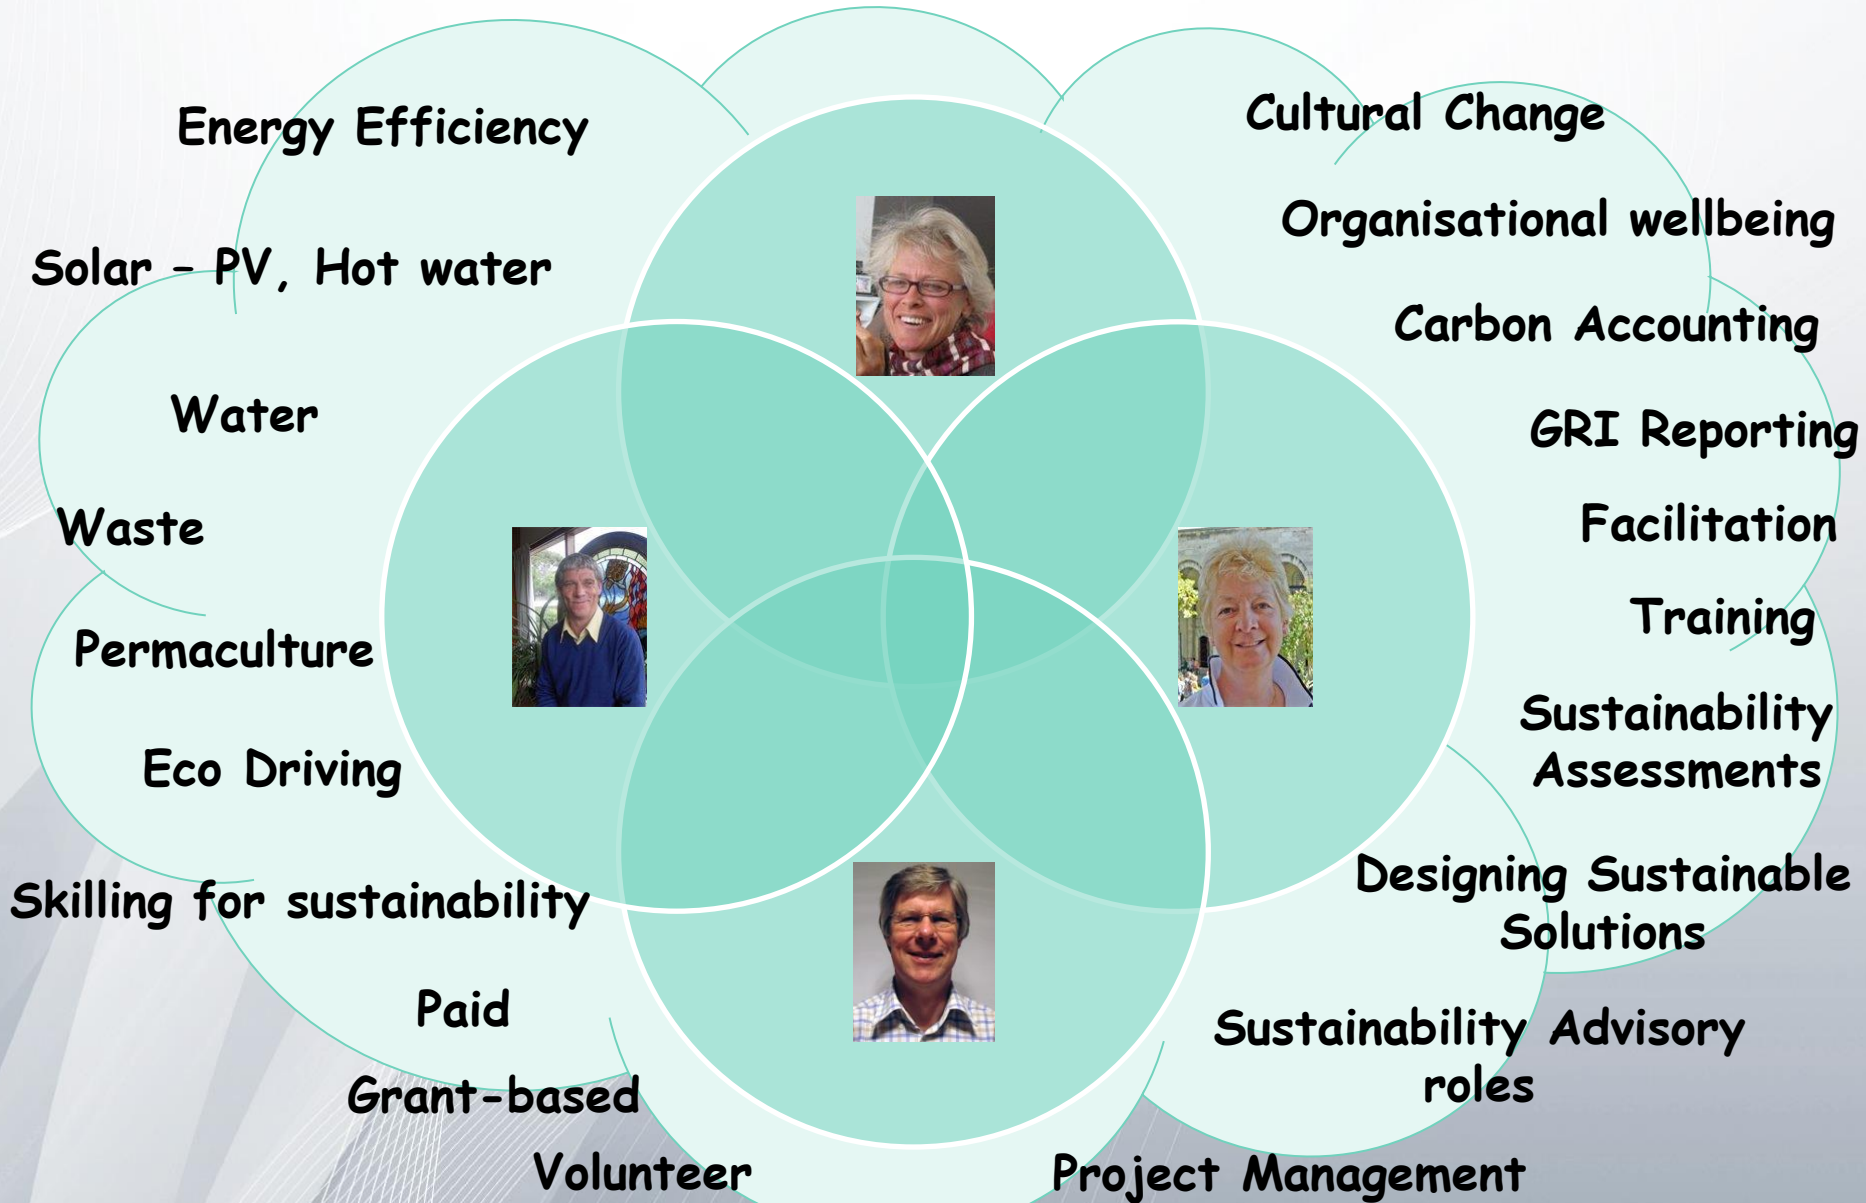 Energy Efficiency
Solar – PV, Hot water
Water
Waste
Permaculture
Eco Driving
Skilling for sustainability
Paid
Grant-based
Volunteer
Cultural Change
Organisational wellbeing
Carbon Accounting
GRI Reporting
Facilitation
Training
Sustainability
Assessments
Designing Sustainable
Solutions
Sustainability Advisory
roles
Project Management